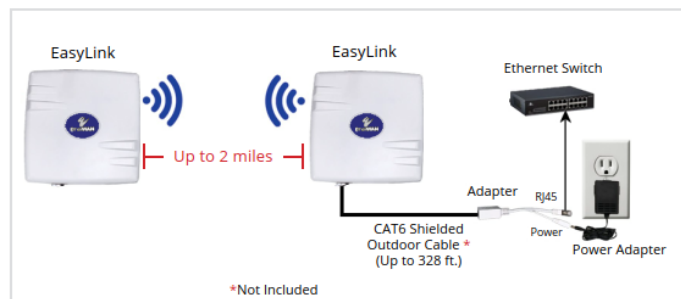 EasyLink
EasyLink
Ethernet Switch
Up to 2 miles
Adapter
RJ45
Power
CAT6 Shielded
Outdoor Cable *
(Up to 328 ft.)
Power Adapter
*Not Included